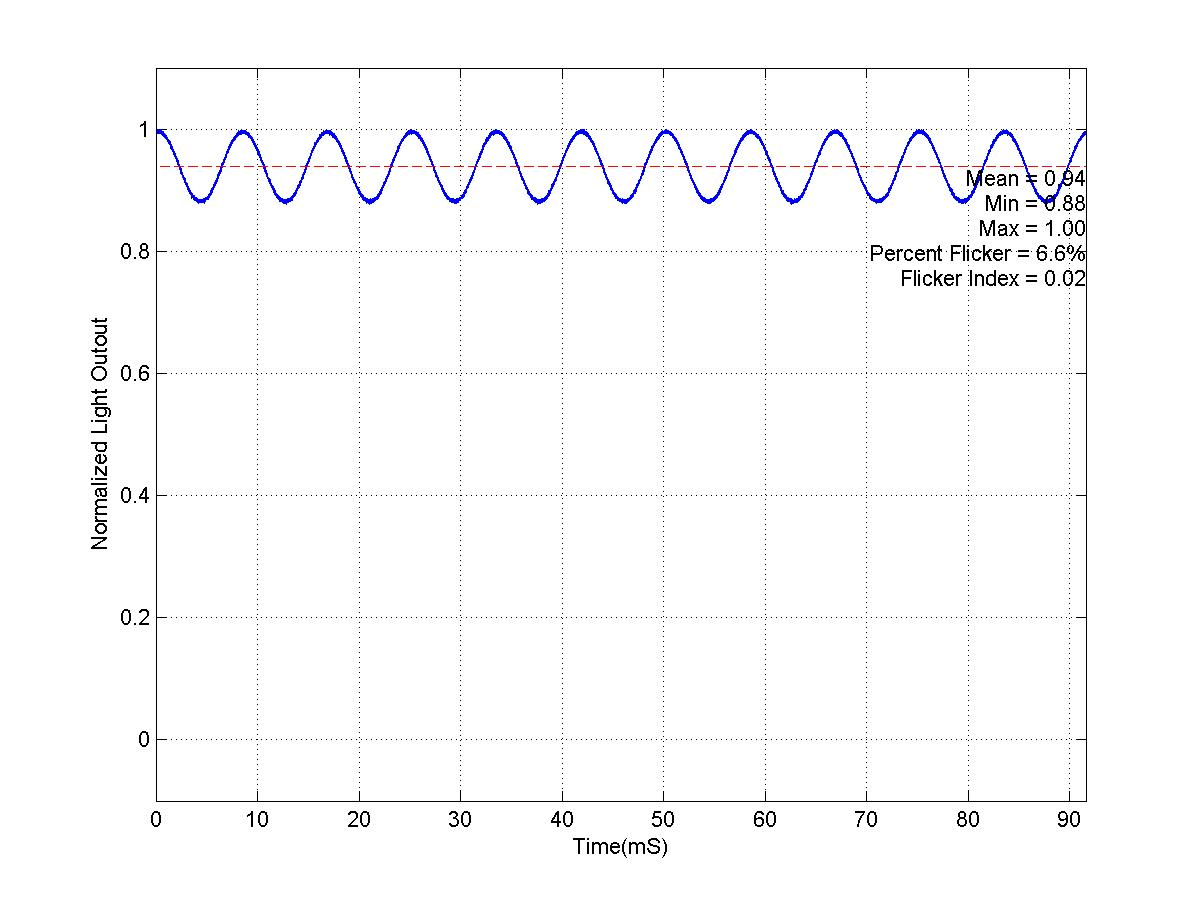 1
0.8
0.6
0.4
0.2
0
Normalized Light Outout
Mean = 0.94
Min = 0.88
Max = 1.00
Percent Flicker = 6.6%
Flicker Index = 0.02
0 10 20 30 40 50 60 70 80 90
Time(mS)